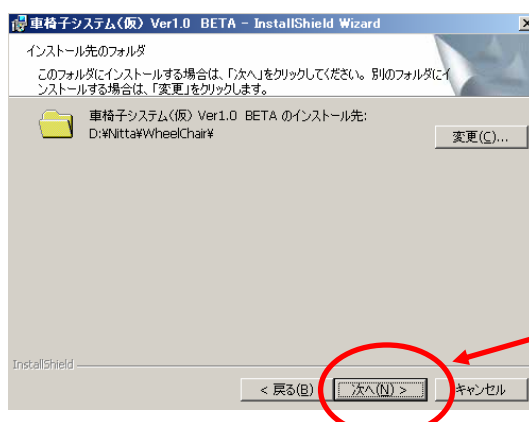 車椅子システム(仮) Ver1.0 BETA - InstallShield Wizard
インストール先のフォルダ
このフォルダにインストールする場合は、「次へ」をクリックしてください。別のフォルダにイ
ンストールする場合は、「変更」をクリックします。
車椅子システム(仮) Ver1.0 BETA のインストール先:
D:¥Nitta¥WheelChair¥
変更(C)...
InstallShield
< 戻る(B)
次へ(N) >
キャンセル